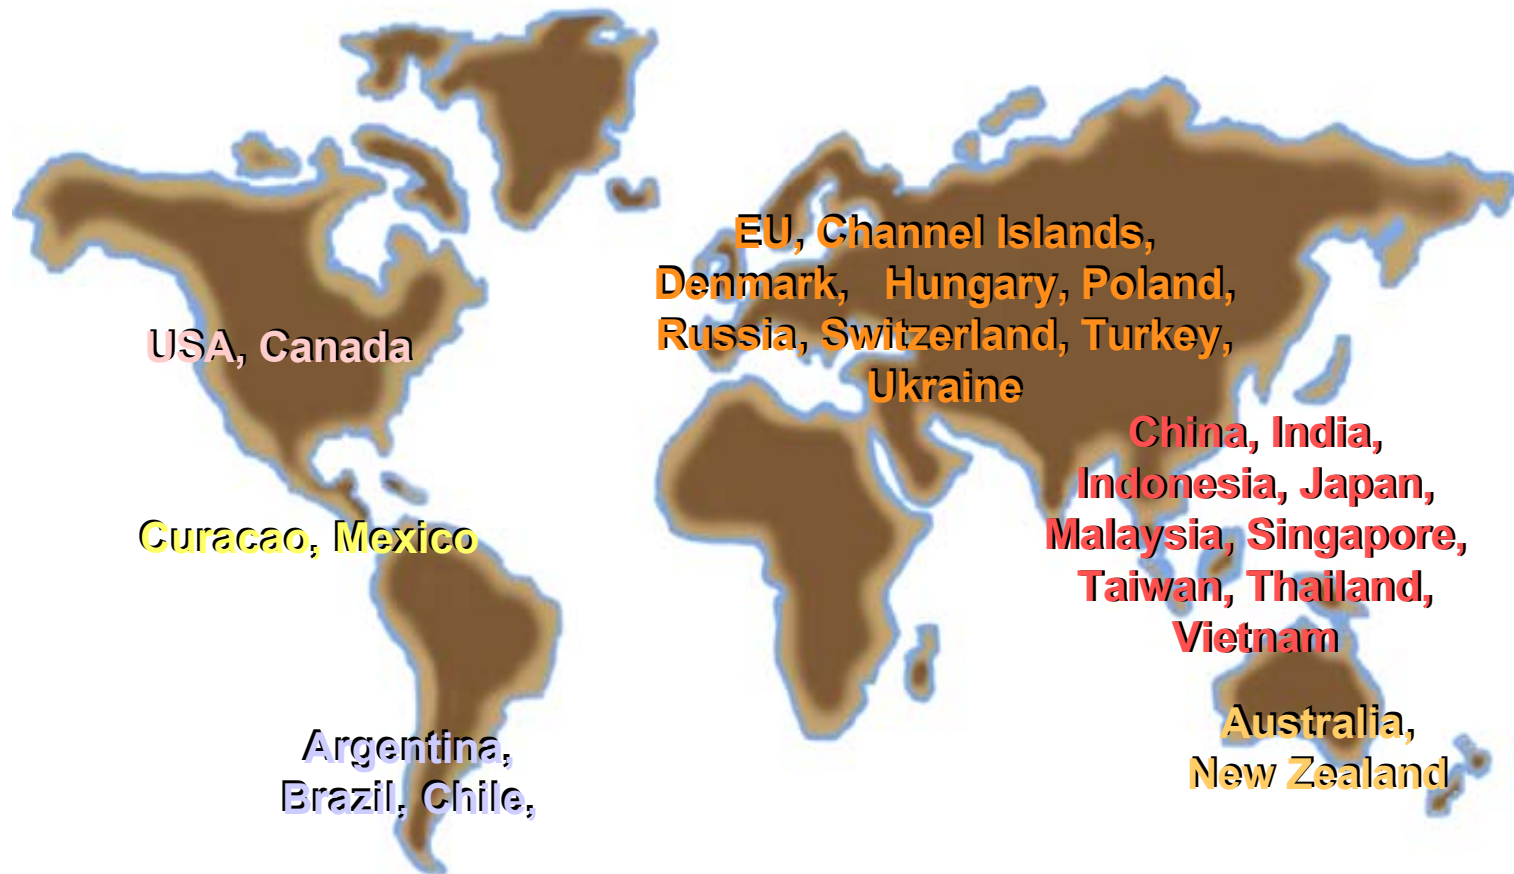 EU, Channel Islands,
Denmark, Hungary, Poland,
Russia, Switzerland, Turkey,
Ukraine
USA, Canada
China, India,
Indonesia, Japan,
Malaysia, Singapore,
Taiwan, Thailand,
Vietnam
Curacao, Mexico
Argentina,
Brazil, Chile,
Australia,
New Zealand